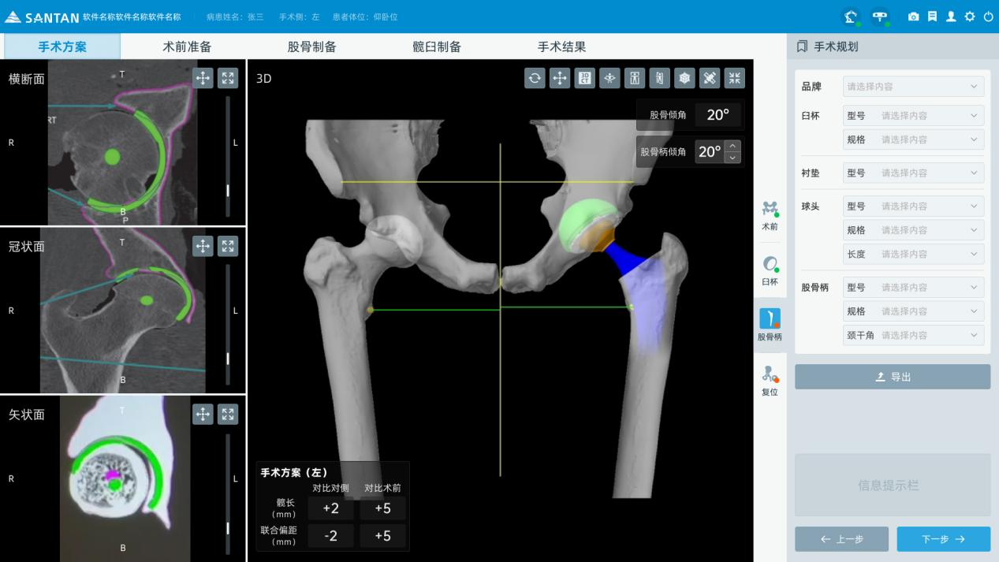 SANTAN 软件名称软件名称软件名称 病患姓名：张三 手术侧：左 患者体位：仰卧位
手术方案 术前准备 股骨制备 髋臼制备 手术结果
横断面
T
RT
R
L
B
P
冠状面
T
R
L
B
矢状面
T
R
L
B
3D
3D
CT
股骨倾角 20°
股骨柄倾角 20°
手术方案（左）
对比对侧 对比术前
髋长
（mm） +2 +5
联合偏距
（mm） -2 +5
术前
臼杯
股骨柄
复位
手术规划
品牌 请选择内容
臼杯 型号 请选择内容
规格 请选择内容
衬垫 型号 请选择内容
球头 型号 请选择内容
规格 请选择内容
长度 请选择内容
股骨柄 型号 请选择内容
规格 请选择内容
颈干角 请选择内容
导出
信息提示栏
← 上一步 下一步 →